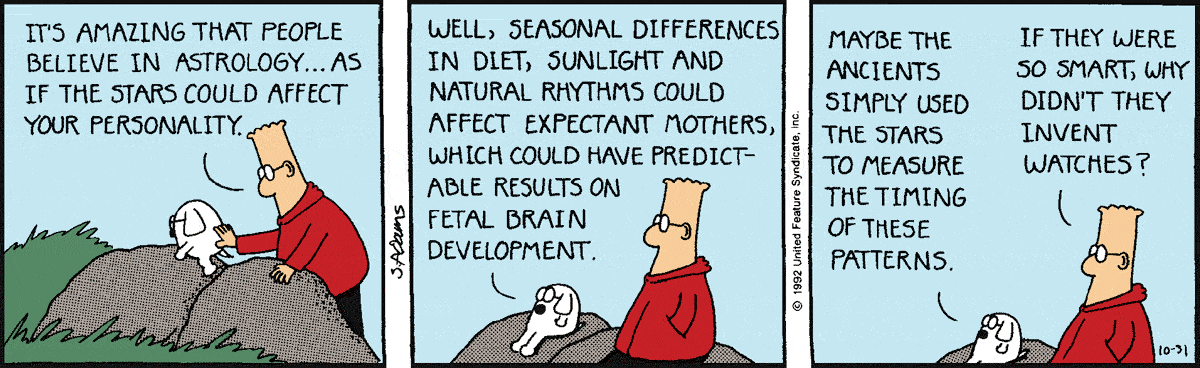 IT'S AMAZING THAT PEOPLE
BELIEVE IN ASTROLOGY... AS
IF THE STARS COULD AFFECT
YOUR PERSONALITY.
S.Adams
WELL, SEASONAL DIFFERENCES
IN DIET, SUNLIGHT AND
NATURAL RHYTHMS COULD
AFFECT EXPECTANT MOTHERS,
WHICH COULD HAVE PREDICT-
ABLE RESULTS ON
FETAL BRAIN
DEVELOPMENT.
© 1992 United Feature Syndicate, Inc.
MAYBE THE
ANCIENTS
SIMPLY USED
THE STARS
TO MEASURE
THE TIMING
OF THESE
PATTERNS.
IF THEY WERE
SO SMART, WHY
DIDN'T THEY
INVENT
WATCHES?
10-31